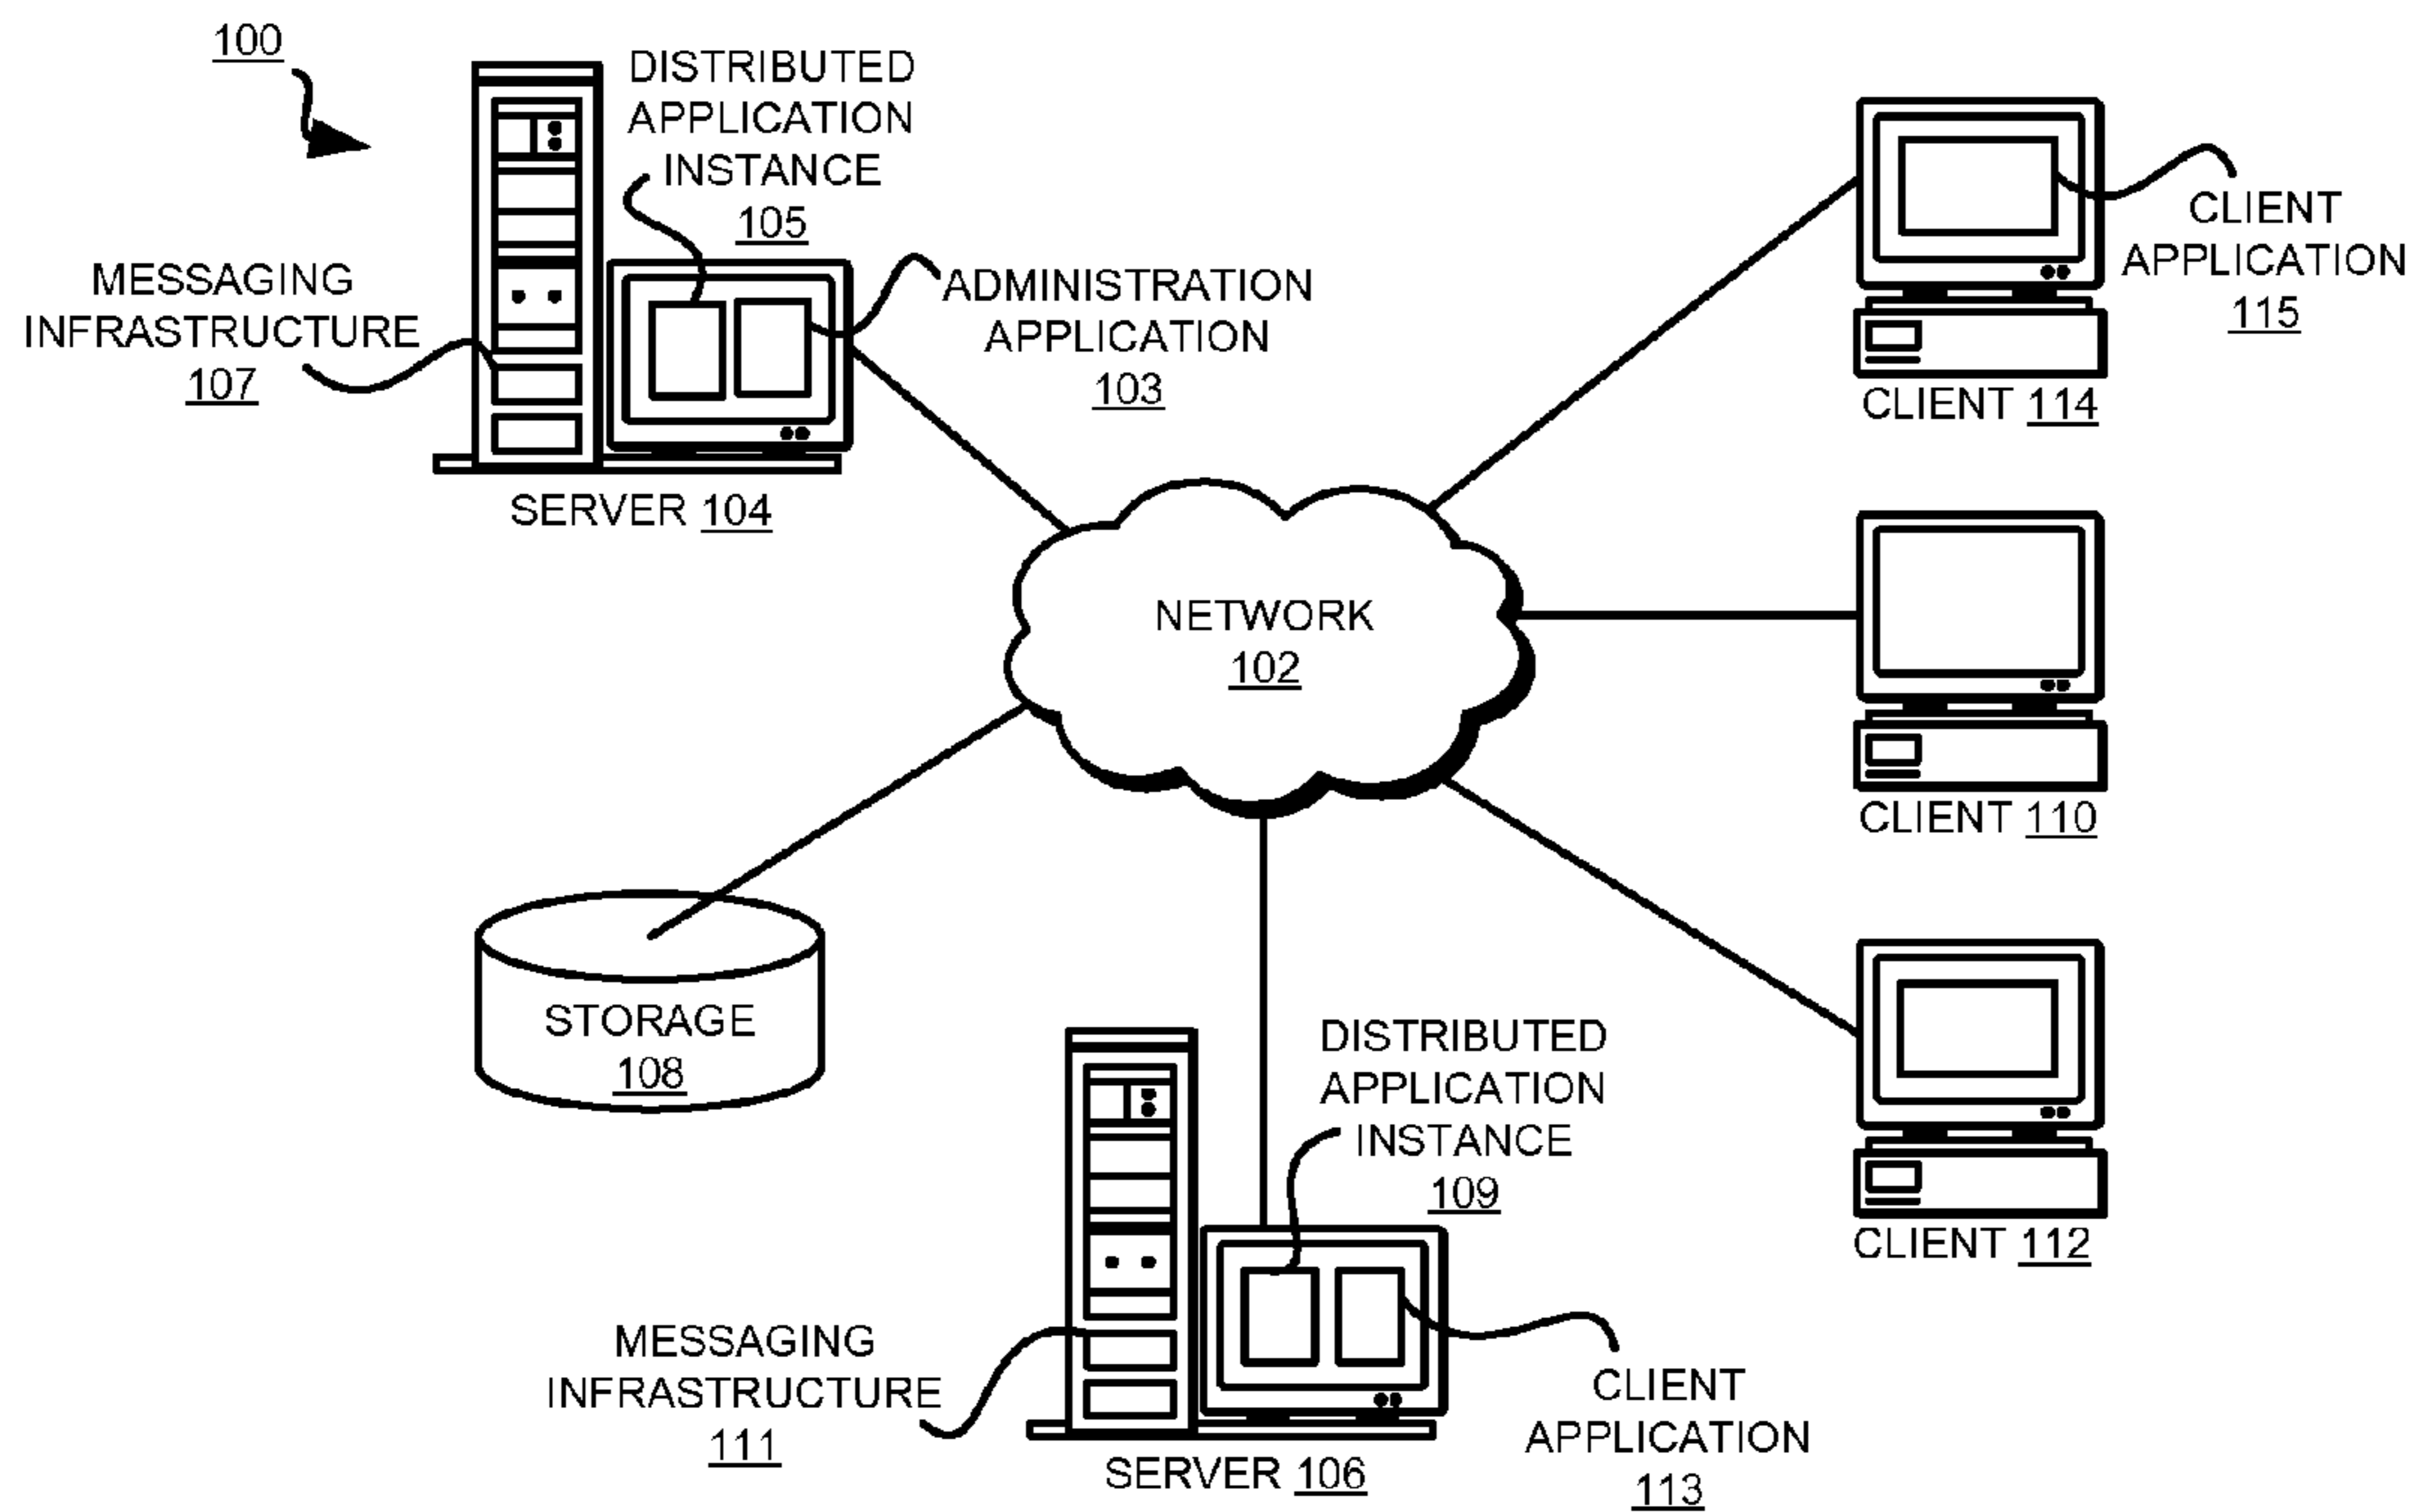 100
DISTRIBUTED
APPLICATION
INSTANCE
105
MESSAGING
INFRASTRUCTURE
107
ADMINISTRATION
APPLICATION
103
SERVER 104
CLIENT
APPLICATION
115
CLIENT 114
NETWORK
102
CLIENT 110
STORAGE
108
DISTRIBUTED
APPLICATION
INSTANCE
109
CLIENT 112
MESSAGING
INFRASTRUCTURE
111
CLIENT
APPLICATION
113
SERVER 106